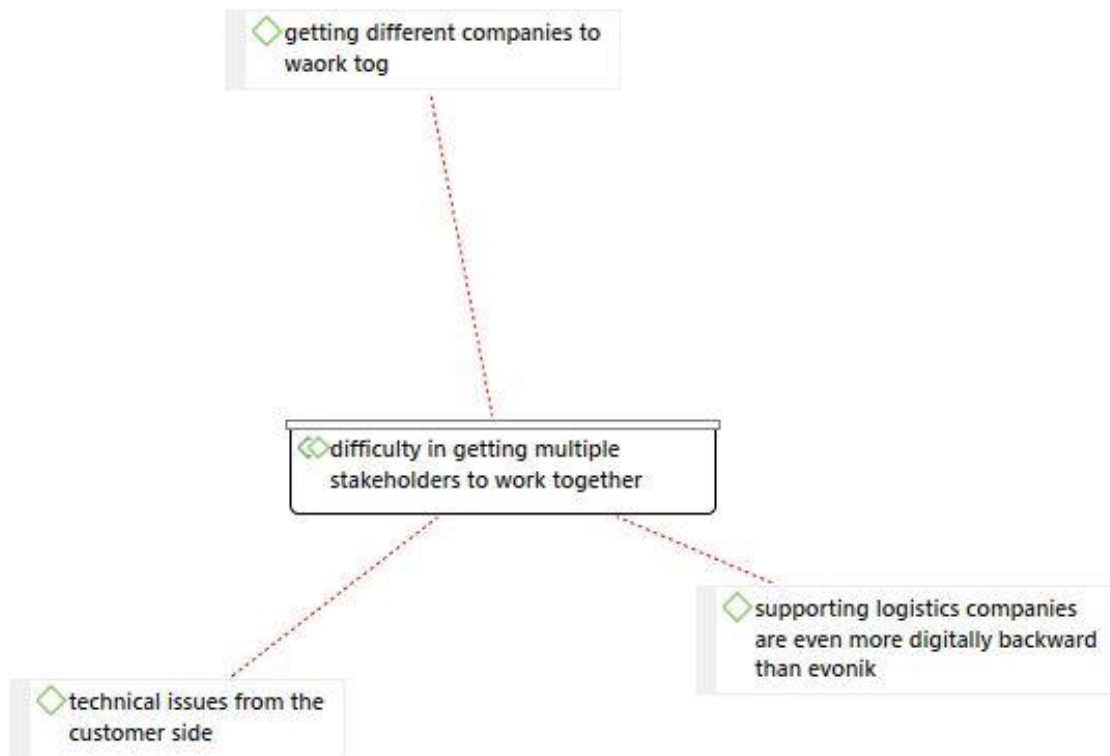 getting different companies to
waork tog
difficulty in getting multiple
stakeholders to work together
supporting logistics companies
are even more digitally backward
than evonik
technical issues from the
customer side